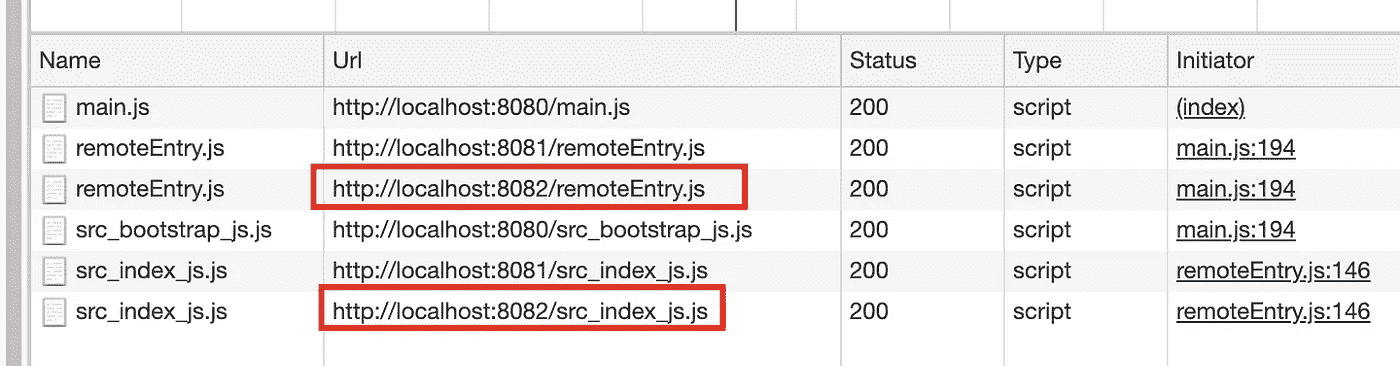 Name Url Status Type Initiator
main.js http://localhost:8080/main.js 200 script (index)
remoteEntry.js http://localhost:8081/remoteEntry.js 200 script main.js:194
remoteEntry.js http://localhost:8082/remoteEntry.js 200 script main.js:194
src_bootstrap_js.js http://localhost:8080/src_bootstrap_js.js 200 script main.js:194
src_index_js.js http://localhost:8081/src_index_js.js 200 script remoteEntry.js:146
src_index_js.js http://localhost:8082/src_index_js.js 200 script remoteEntry.js:146